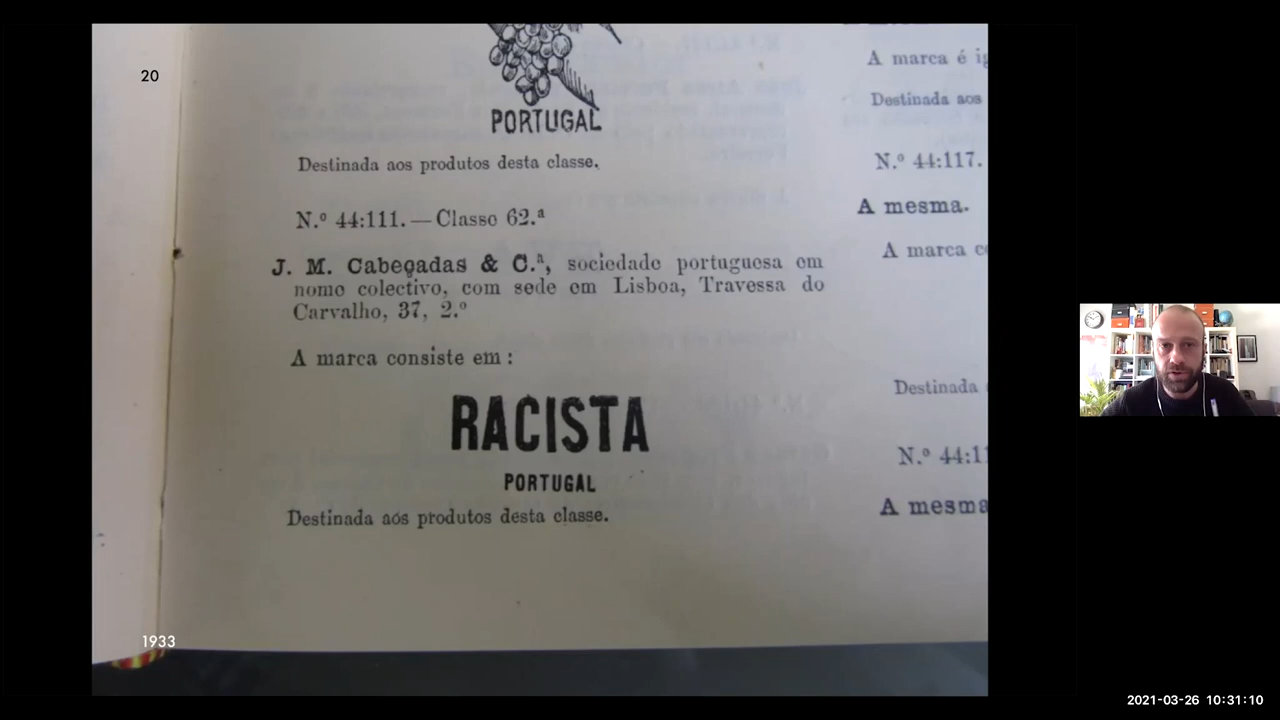 20
PORTUGAL
Destinada aos produtos desta classe.
N.º 44:111. — Classe 62.ª
J. M. Cabeçadas & C.ª, sociedade portuguesa em
nome colectivo, com sede em Lisboa, Travessa do
Carvalho, 37, 2.º
A marca consiste em :
RACISTA
PORTUGAL
Destinada aos produtos desta classe.
1933
A marca é
Destinada aos
N.º 44:117.
A mesma.
A marca
Destinada
N.º
A mesma
2021-03-26 10:31:10